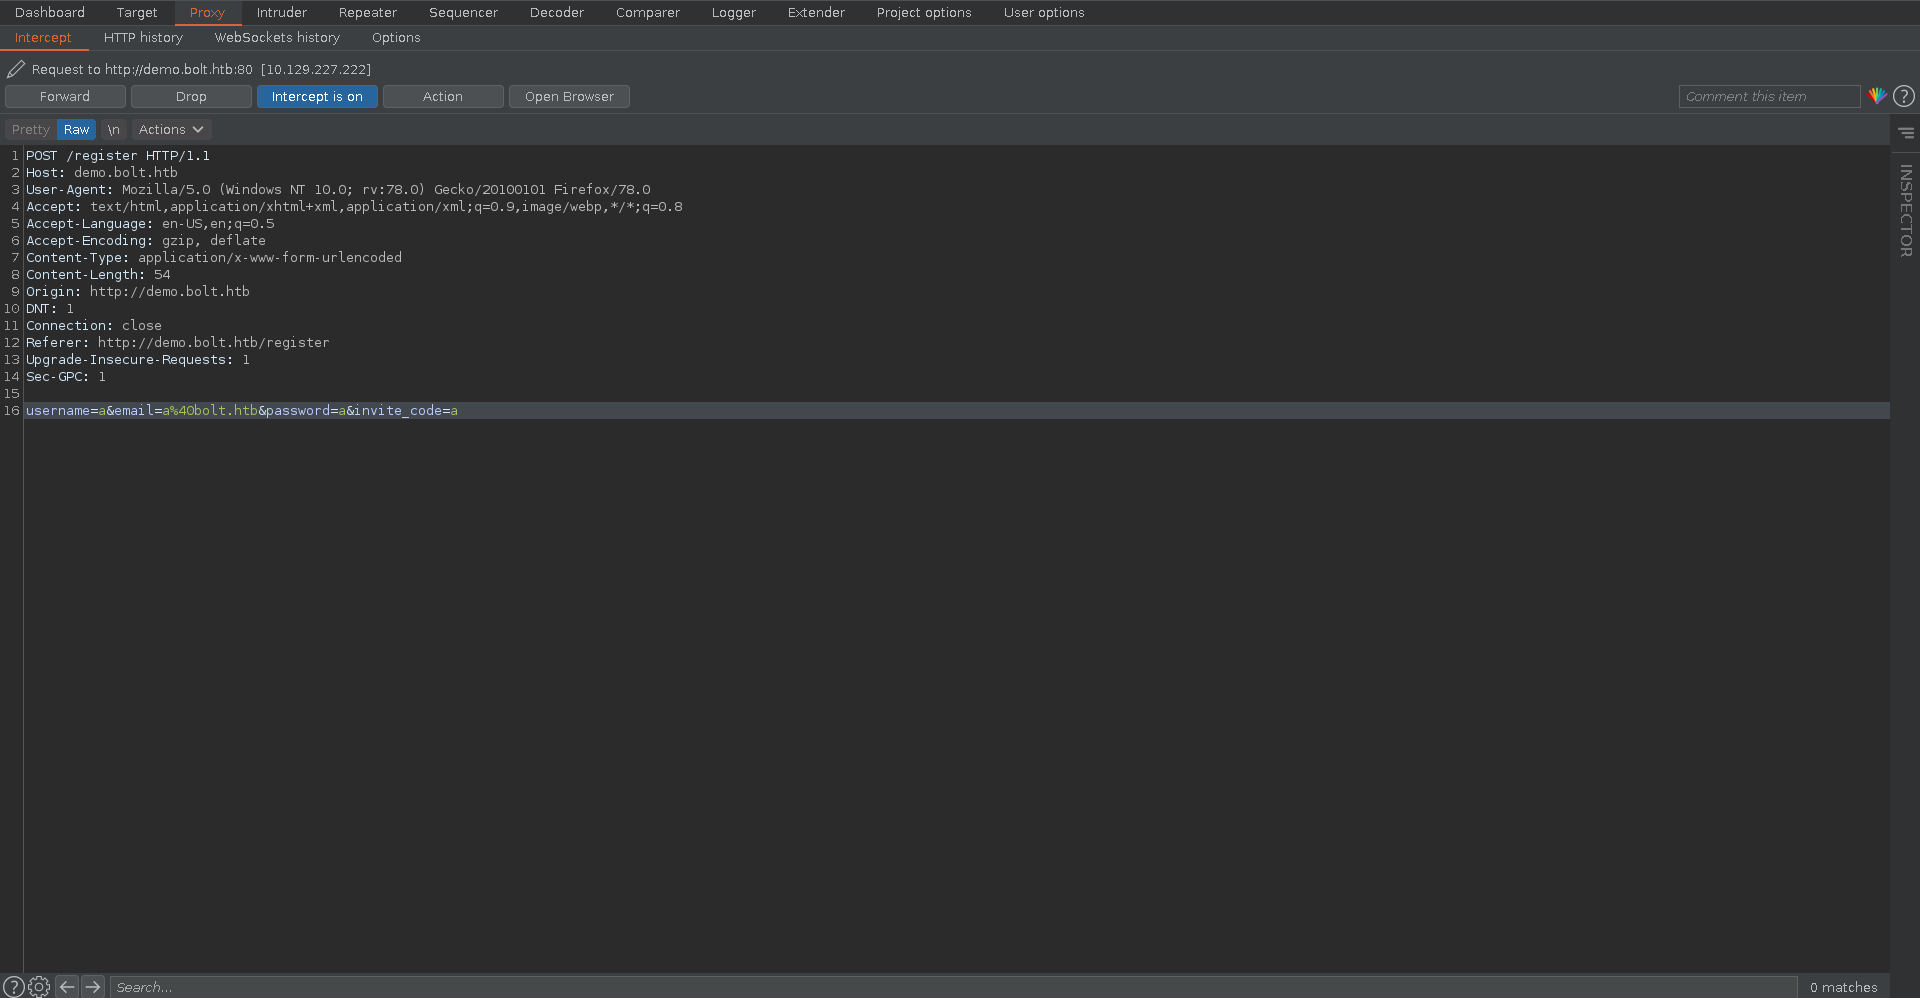 Dashboard Target Proxy Intruder Repeater Sequencer Decoder Comparer Logger Extender Project options User options
Intercept HTTP history WebSockets history Options
Request to http://demo.bolt.htb:80 [10.129.227.222]
Forward Drop Intercept is on Action Open Browser Comment this item ?
Pretty Raw \n Actions
INSPECTOR
1 POST /register HTTP/1.1
2 Host: demo.bolt.htb
3 User-Agent: Mozilla/5.0 (Windows NT 10.0; rv:78.0) Gecko/20100101 Firefox/78.0
4 Accept: text/html,application/xhtml+xml,application/xml;q=0.9,image/webp,*/*;q=0.8
5 Accept-Language: en-US,en;q=0.5
6 Accept-Encoding: gzip, deflate
7 Content-Type: application/x-www-form-urlencoded
8 Content-Length: 54
9 Origin: http://demo.bolt.htb
10 DNT: 1
11 Connection: close
12 Referer: http://demo.bolt.htb/register
13 Upgrade-Insecure-Requests: 1
14 Sec-GPC: 1
15
16 username=a&email=a%40bolt.htb&password=a&invite_code=a
? Search... 0 matches